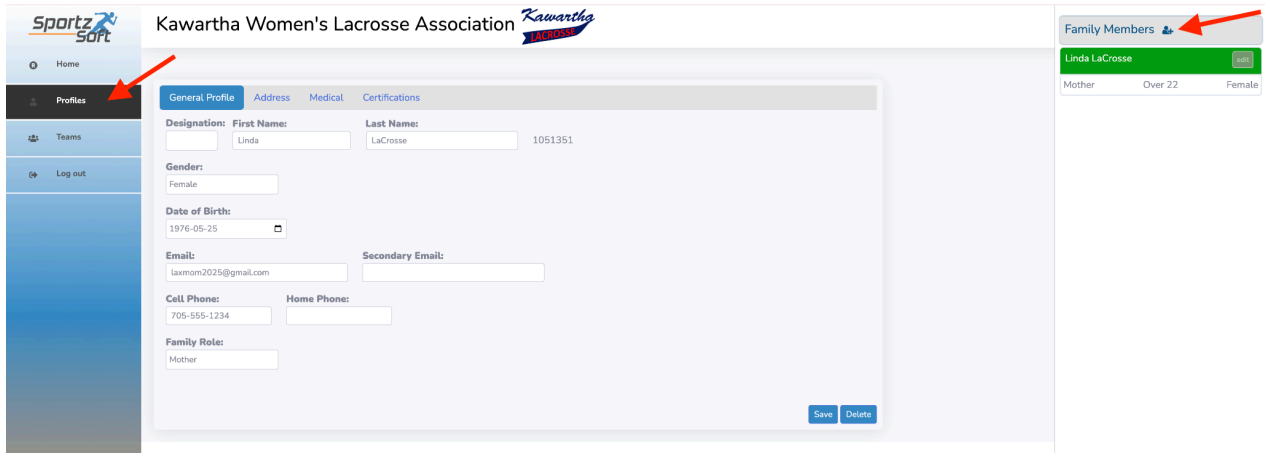 Sportz
Soft
Kawartha Women's Lacrosse Association
Kawartha
LACROSSE
Home
Profiles
Teams
Log out
General Profile Address Medical Certifications
Designation: First Name: Last Name:
Linda LaCrosse 1051351
Gender:
Female
Date of Birth:
1976-05-25
Email: Secondary Email:
laxmom2025@gmail.com
Cell Phone: Home Phone:
705-555-1234
Family Role:
Mother
Save Delete
Family Members
Linda LaCrosse edit
Mother Over 22 Female